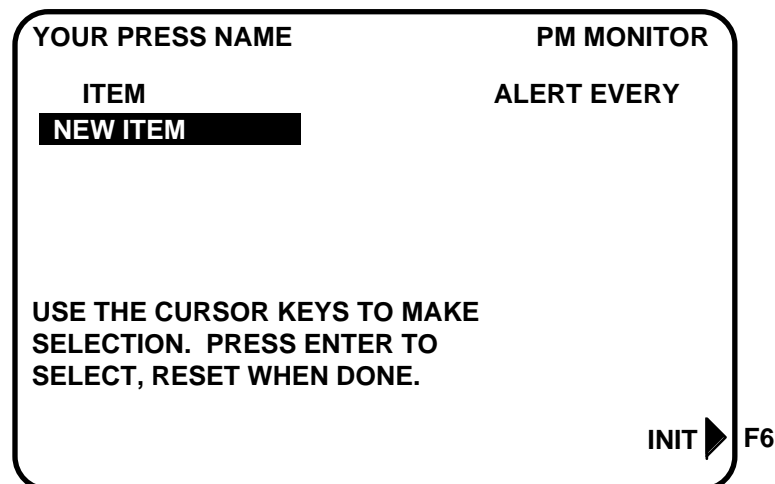 YOUR PRESS NAME PM MONITOR
ITEM ALERT EVERY
NEW ITEM
USE THE CURSOR KEYS TO MAKE
SELECTION. PRESS ENTER TO
SELECT, RESET WHEN DONE.
INIT F6